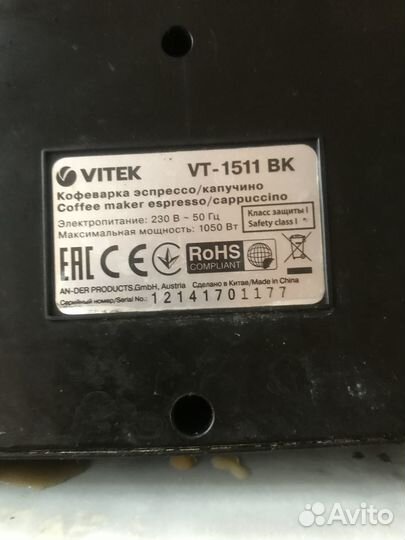 VITEK VT-1511 BK
Кофеварка эспрессо/капучино
Coffee maker espresso/cappuccino
Электропитание: 230 В ~ 50 Гц
Максимальная мощность: 1050 Вт
Класс защиты I
Safety class I
EAC CE RoHS
COMPLIANT
AN-DER PRODUCTS.GmbH, Austria Сделано в Китае/Made in China
Серийный номер/Serial No.: 12141701177
Avito